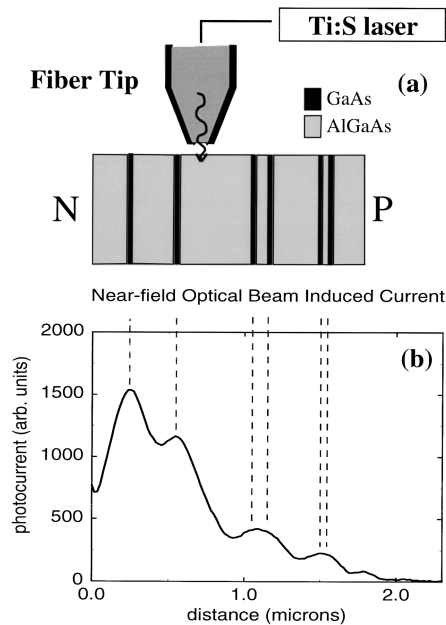 Ti:S laser
Fiber Tip
(a)
GaAs
AlGaAs
N
P
Near-field Optical Beam Induced Current
(b)
photocurrent (arb. units)
2000
1500
1000
500
0
0.0
1.0
2.0
distance (microns)